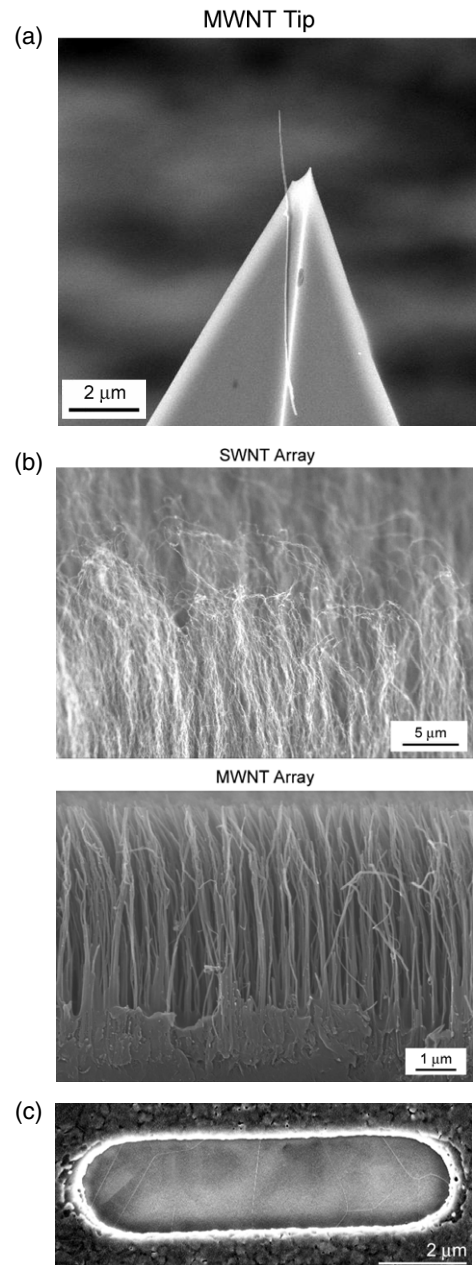 MWNT Tip
(a)
2 μm
(b)
SWNT Array
5 μm
MWNT Array
1 μm
(c)
2 μm